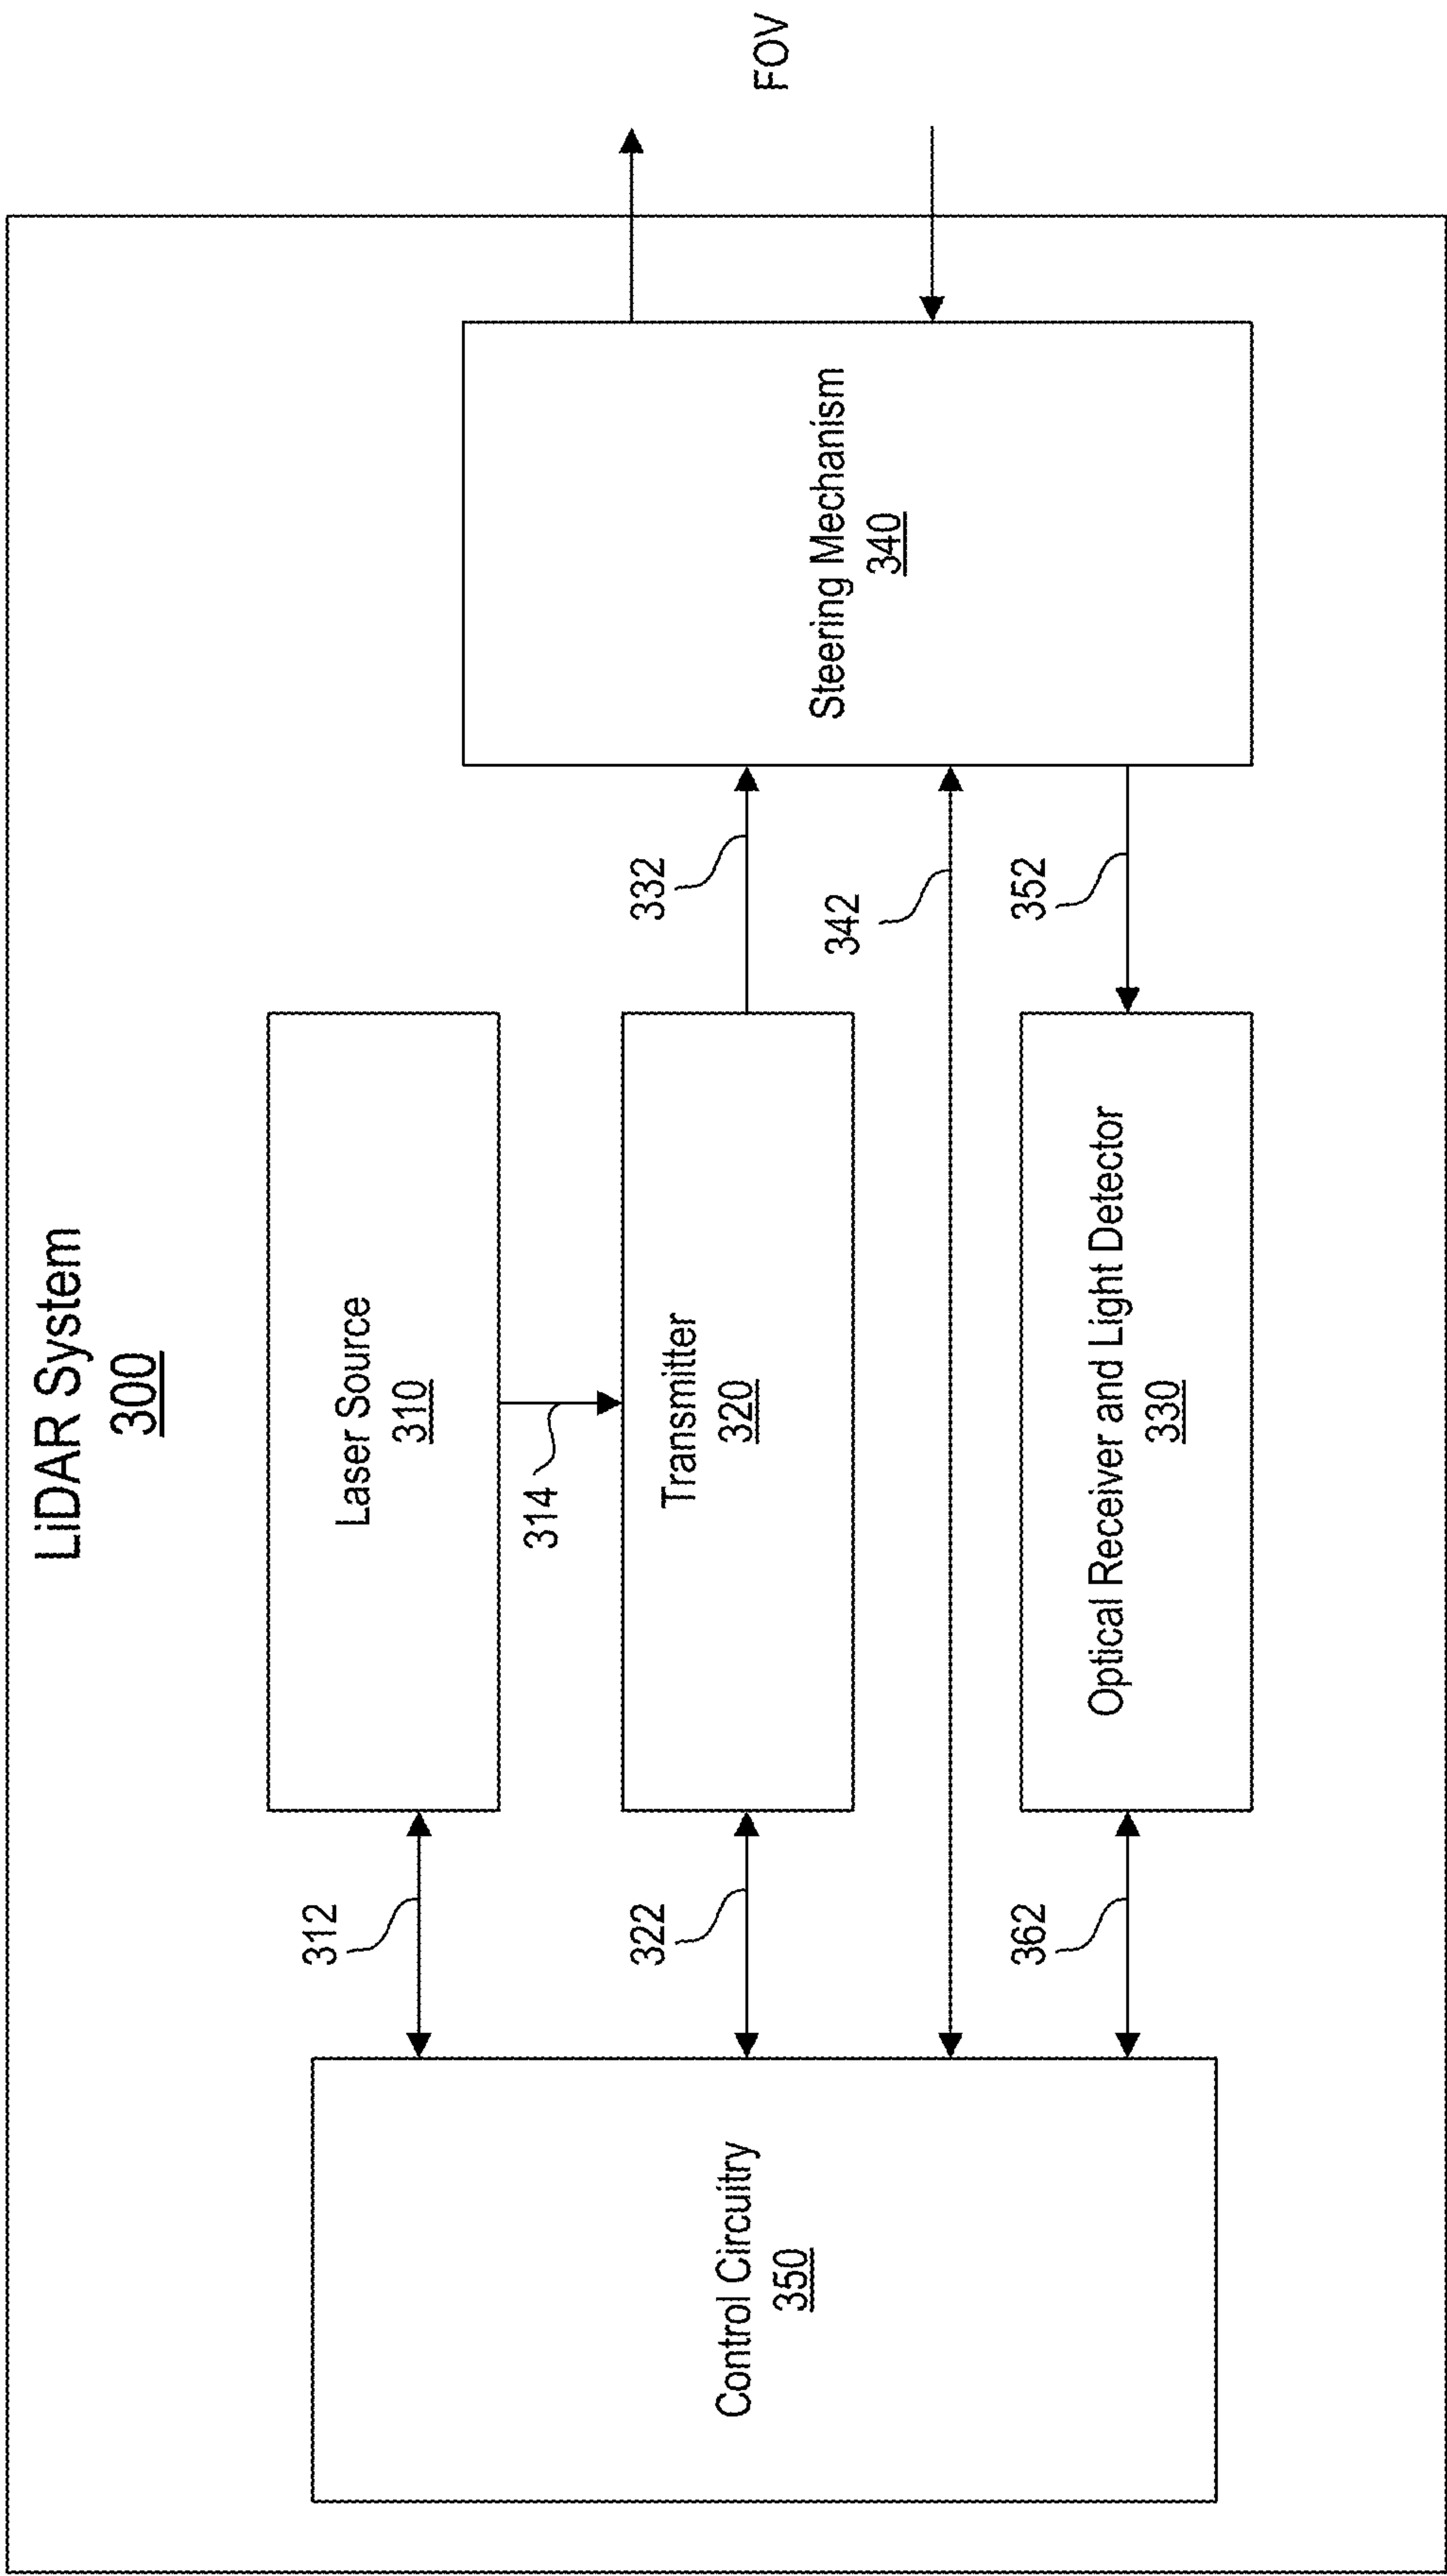 LiDAR System
300
Laser Source
310
312
314
Transmitter
320
322
332
Control Circuitry
350
Steering Mechanism
340
342
FOV
Optical Receiver and Light Detector
330
362
352